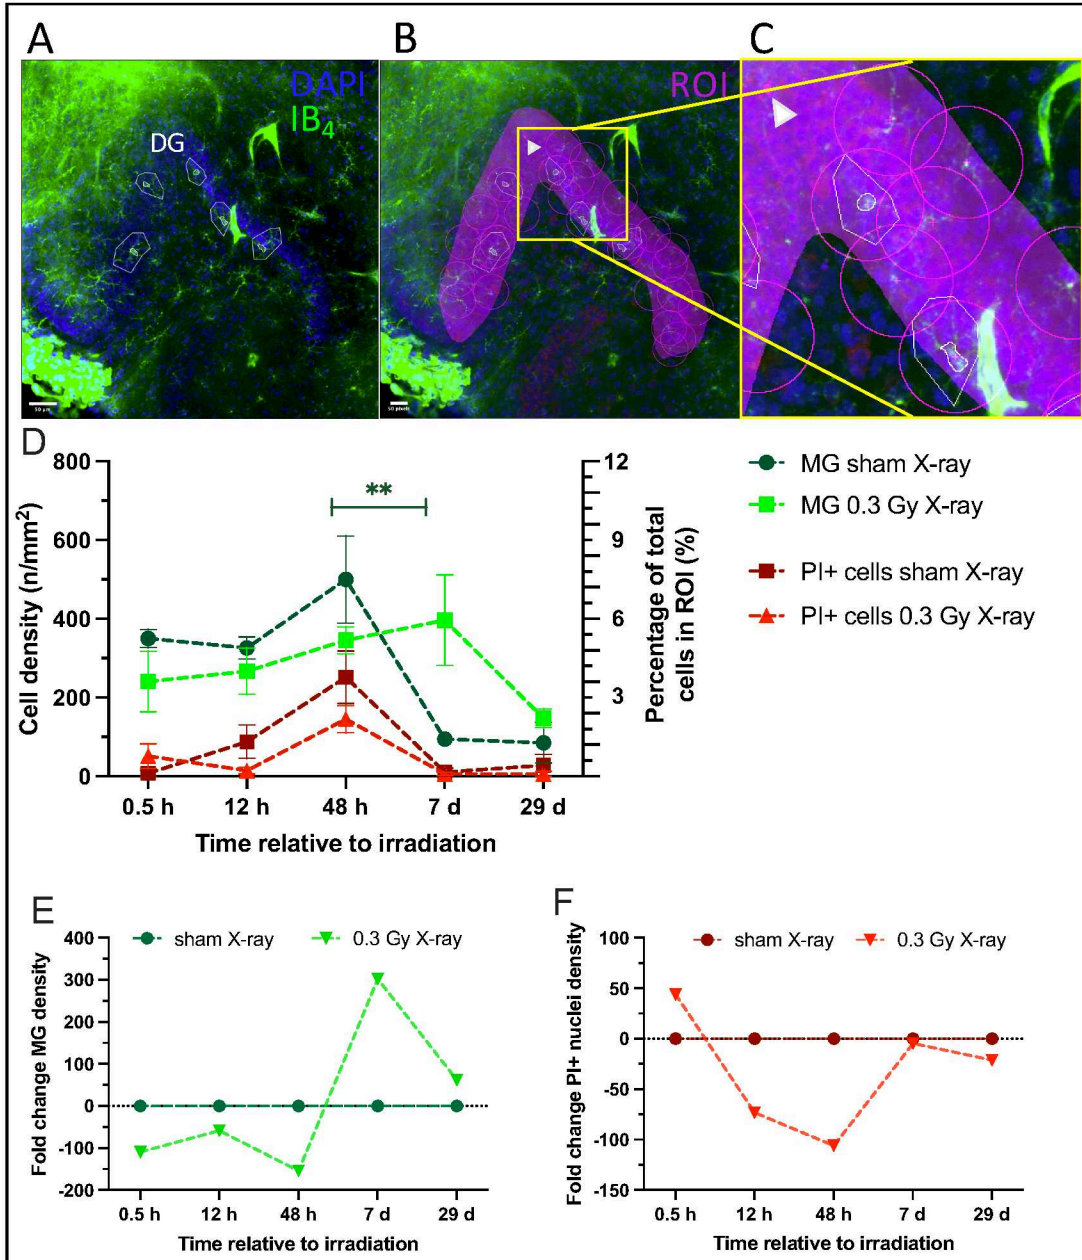 A
B
C
DAPI
IB4
DG
ROI
50 µm
50 pixels
D
Cell density (n/mm²)
800
600
400
200
0
**
12
9
6
3
Percentage of total
cells in ROI (%)
0.5 h 12 h 48 h 7 d 29 d
Time relative to irradiation
MG sham X-ray
MG 0.3 Gy X-ray
PI+ cells sham X-ray
PI+ cells 0.3 Gy X-ray
E
sham X-ray 0.3 Gy X-ray
Fold change MG density
400
300
200
100
0
-100
-200
0.5 h 12 h 48 h 7 d 29 d
Time relative to irradiation
F
sham X-ray 0.3 Gy X-ray
Fold change PI+ nuclei density
100
50
0
-50
-100
-150
0.5 h 12 h 48 h 7 d 29 d
Time relative to irradiation